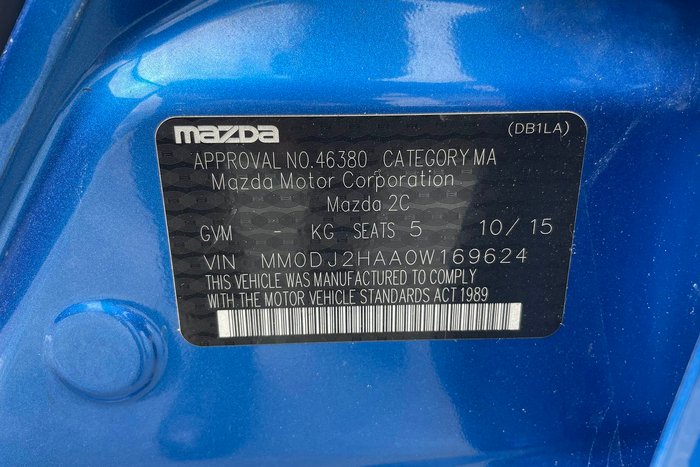 mazda (DB1LA)
APPROVAL NO.46380 CATEGORY MA
Mazda Motor Corporation
Mazda 2C
GVM - KG SEATS 5 10/15
VIN MM0DJ2HAA0W169624
THIS VEHICLE WAS MANUFACTURED TO COMPLY
WITH THE MOTOR VEHICLE STANDARDS ACT 1989